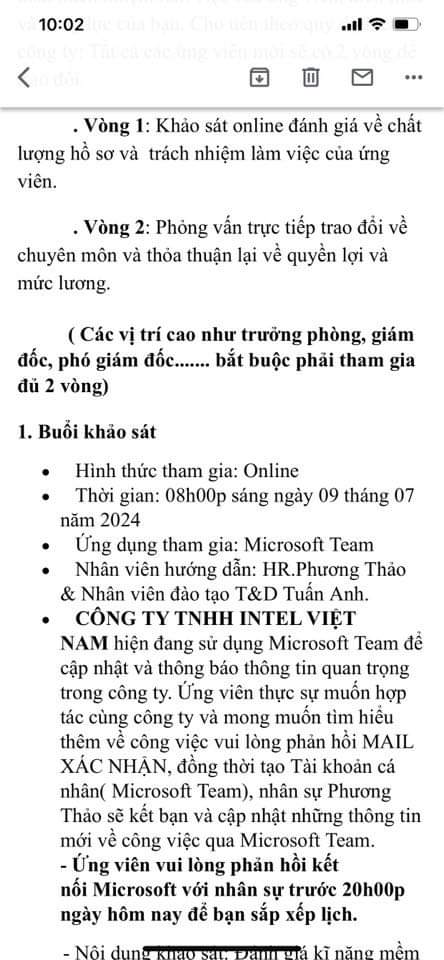 10:02
. Vòng 1: Khảo sát online đánh giá về chất
lượng hồ sơ và trách nhiệm làm việc của ứng
viên.
. Vòng 2: Phỏng vấn trực tiếp trao đổi về
chuyên môn và thỏa thuận lại về quyền lợi và
mức lương.
( Các vị trí cao như trưởng phòng, giám
đốc, phó giám đốc....... bắt buộc phải tham gia
đủ 2 vòng)
1. Buổi khảo sát
• Hình thức tham gia: Online
• Thời gian: 08h00p sáng ngày 09 tháng 07
năm 2024
• Ứng dụng tham gia: Microsoft Team
• Nhân viên hướng dẫn: HR.Phương Thảo
& Nhân viên đào tạo T&D Tuấn Anh.
• CÔNG TY TNHH INTEL VIỆT
NAM hiện đang sử dụng Microsoft Team để
cập nhật và thông báo thông tin quan trọng
trong công ty. Ứng viên thực sự muốn hợp
tác cùng công ty và mong muốn tìm hiểu
thêm về công việc vui lòng phản hồi MAIL
XÁC NHẬN, đồng thời tạo Tài khoản cá
nhân( Microsoft Team), nhân sự Phương
Thảo sẽ kết bạn và cập nhật những thông tin
mới về công việc qua Microsoft Team.
- Ứng viên vui lòng phản hồi kết
nối Microsoft với nhân sự trước 20h00p
ngày hôm nay để bạn sắp xếp lịch.
- Nội dung khảo sát: Đánh giá kĩ năng mềm